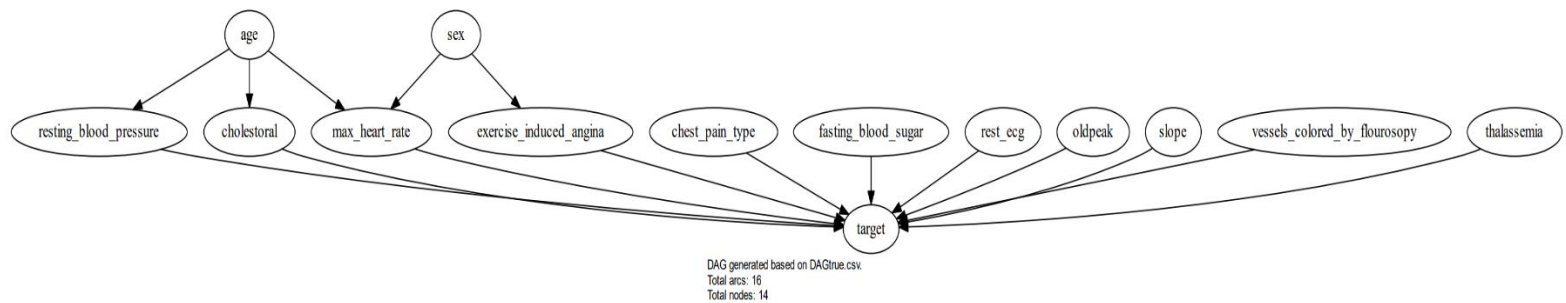 age
sex
resting_blood_pressure
cholestoral
max_heart_rate
exercise_induced_angina
chest_pain_type
fasting_blood_sugar
rest_ecg
oldpeak
slope
vessels_colored_by_flourosopy
thalassemia
target
DAG generated based on DAGtrue.csv.
Total arcs: 16
Total nodes: 14